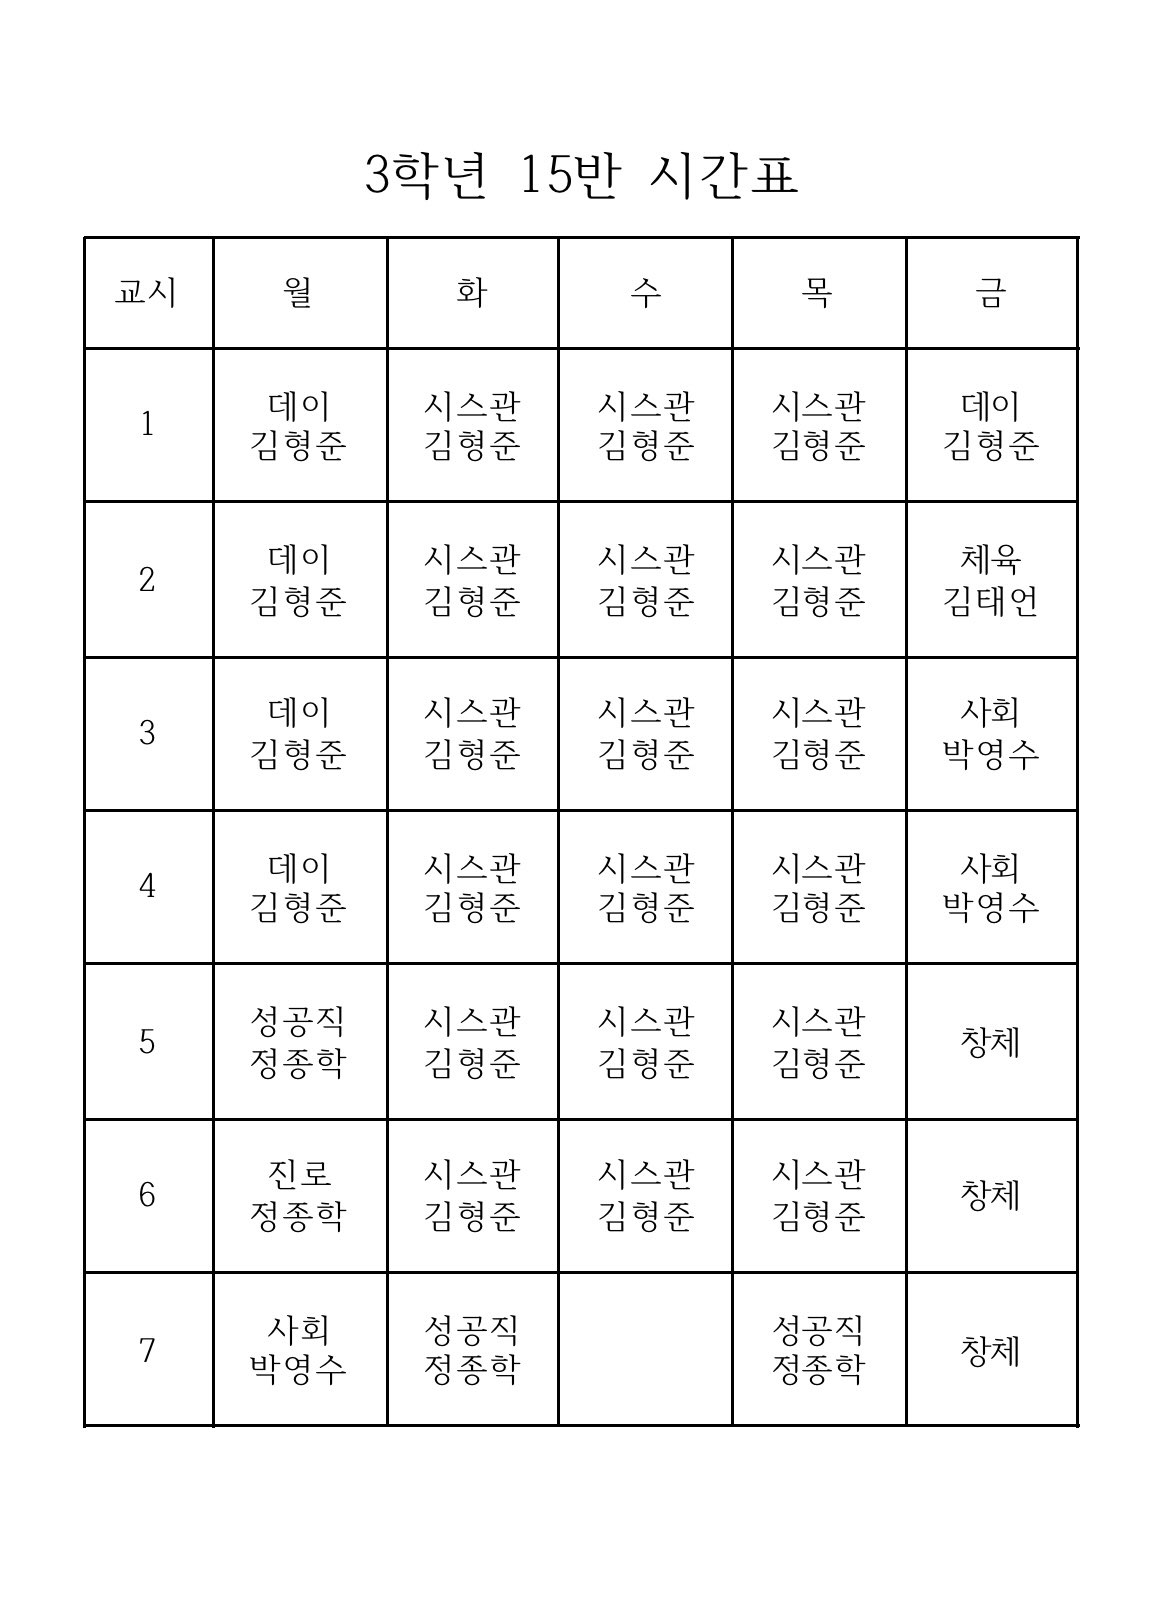 3학년 15반 시간표
교시 월 화 수 목 금
1 데이 시스관 시스관 시스관 데이
김형준 김형준 김형준 김형준 김형준
2 데이 시스관 시스관 시스관 체육
김형준 김형준 김형준 김형준 김태언
3 데이 시스관 시스관 시스관 사회
김형준 김형준 김형준 김형준 박영수
4 데이 시스관 시스관 시스관 사회
김형준 김형준 김형준 김형준 박영수
5 성공직 시스관 시스관 시스관 창체
정종학 김형준 김형준 김형준
6 진로 시스관 시스관 시스관 창체
정종학 김형준 김형준 김형준
7 사회 성공직 성공직 창체
박영수 정종학 정종학